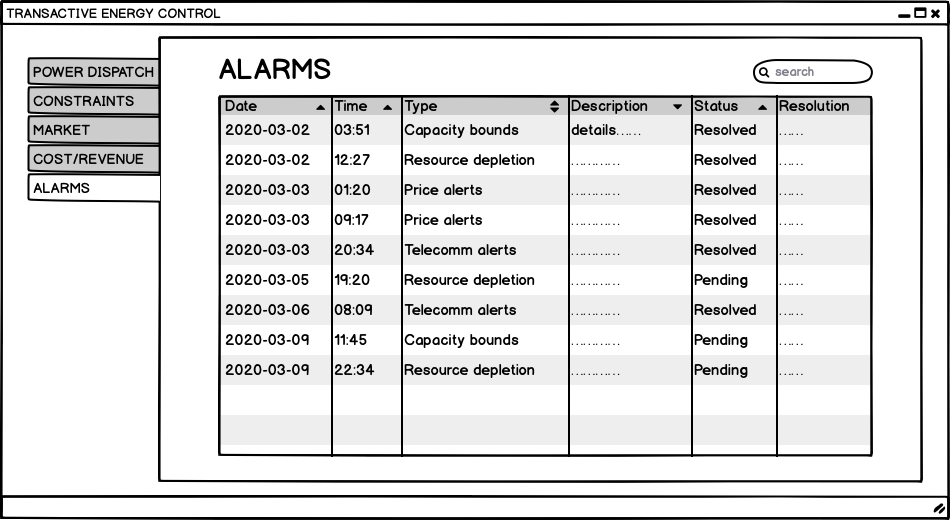 TRANSACTIVE ENERGY CONTROL
POWER DISPATCH
CONSTRAINTS
MARKET
COST/REVENUE
ALARMS
ALARMS
search
Date Time Type Description Status Resolution
2020-03-02 03:51 Capacity bounds details...... Resolved ......
2020-03-02 12:27 Resource depletion ............ Resolved ......
2020-03-03 01:20 Price alerts ............ Resolved ......
2020-03-03 09:17 Price alerts ............ Resolved ......
2020-03-03 20:34 Telecomm alerts ............ Resolved ......
2020-03-05 19:20 Resource depletion ............ Pending ......
2020-03-06 08:09 Telecomm alerts ............ Resolved ......
2020-03-09 11:45 Capacity bounds ............ Pending ......
2020-03-09 22:34 Resource depletion ............ Pending ......